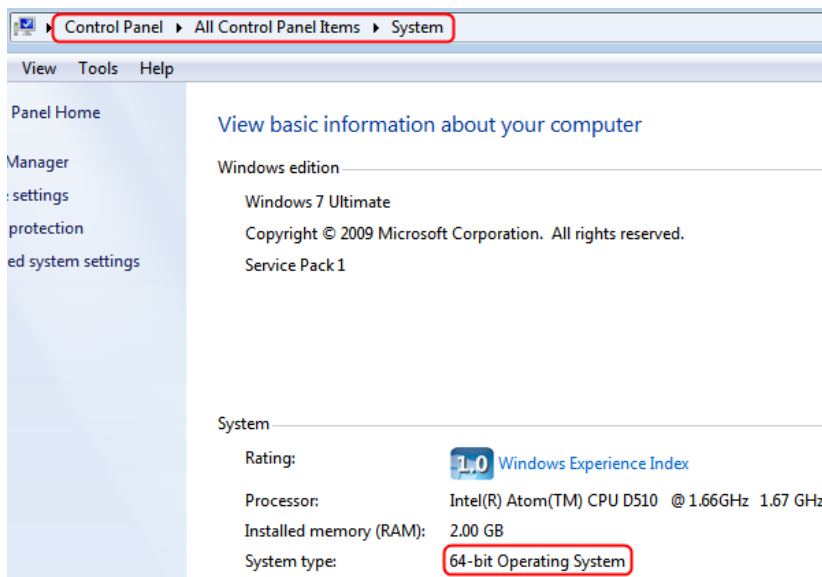 Control Panel ▸ All Control Panel Items ▸ System
View Tools Help
Panel Home
Manager
settings
protection
ed system settings
View basic information about your computer
Windows edition
Windows 7 Ultimate
Copyright © 2009 Microsoft Corporation. All rights reserved.
Service Pack 1
System
Rating: 1.0 Windows Experience Index
Processor: Intel(R) Atom(TM) CPU D510 @ 1.66GHz 1.67 GHz
Installed memory (RAM): 2.00 GB
System type: 64-bit Operating System